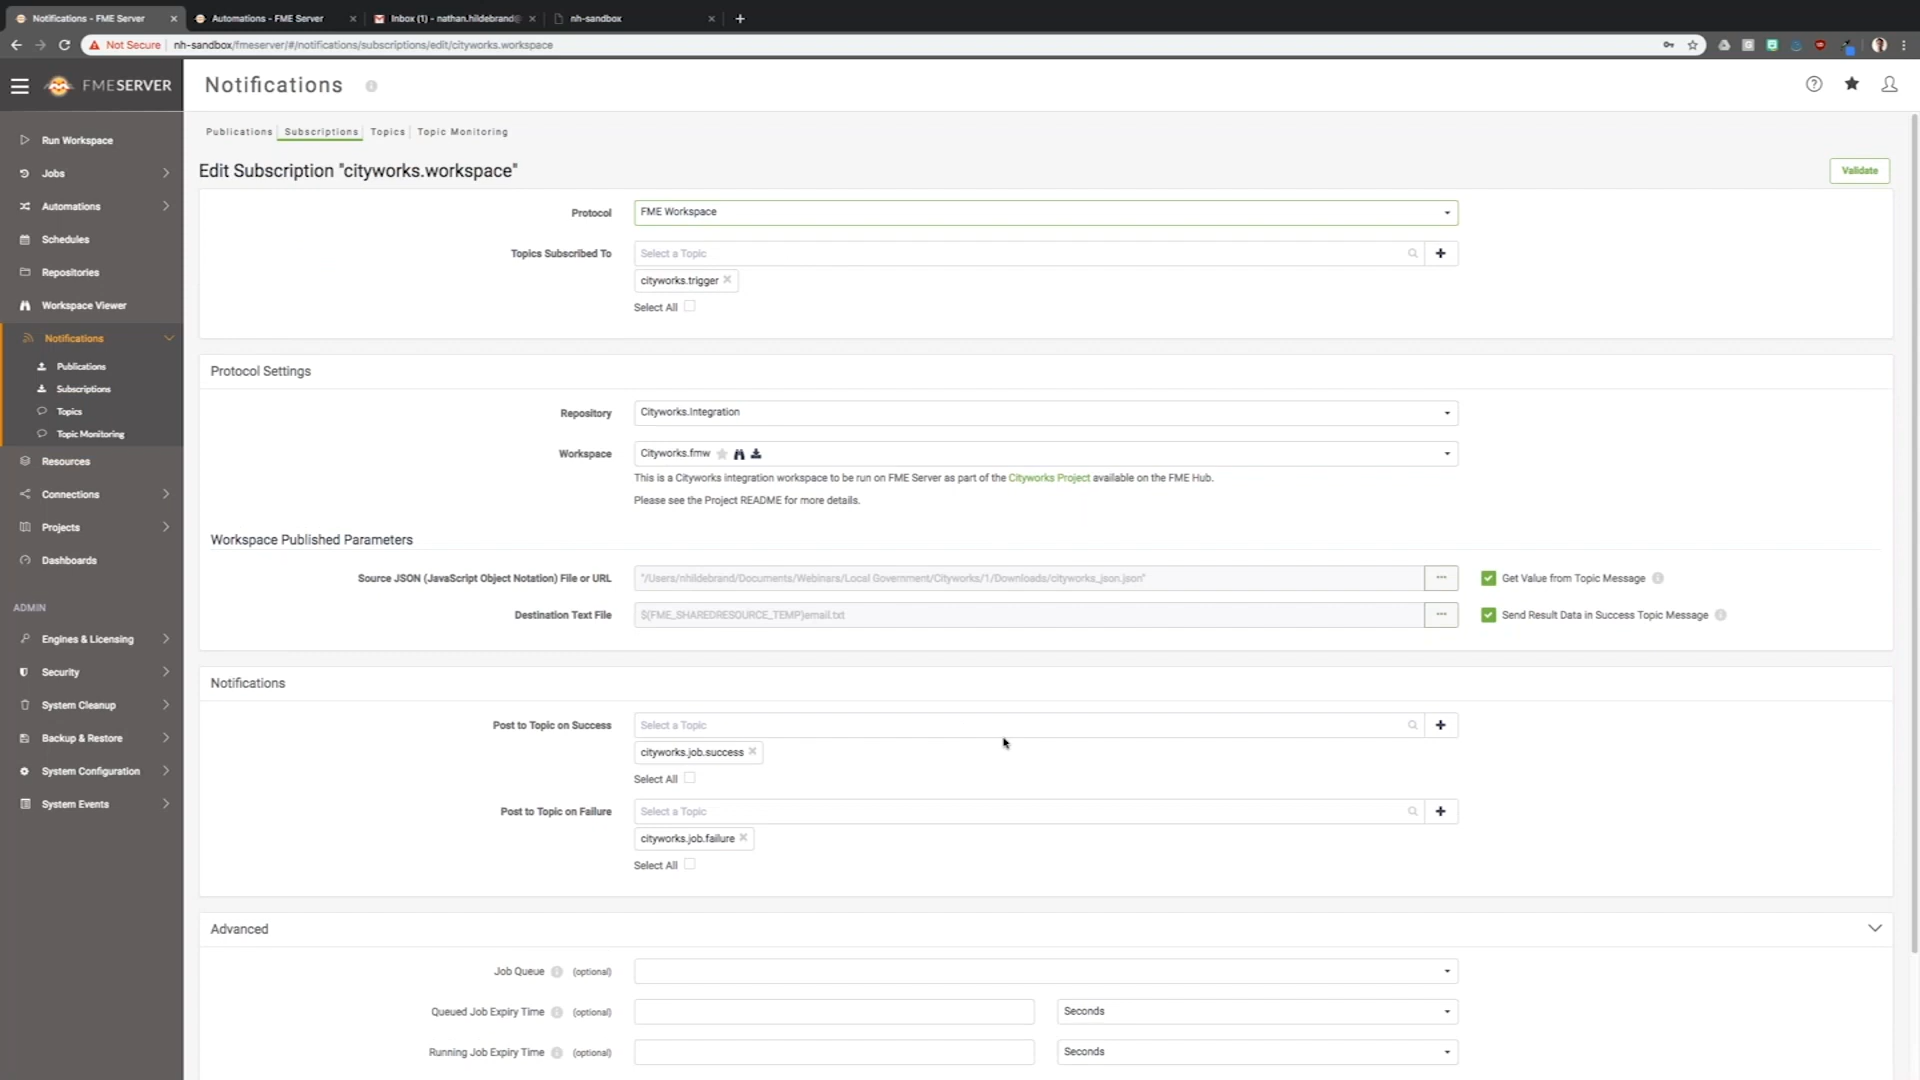 Notifications - FME Server
Automations - FME Server
Inbox (1) - nathan.hildebrand@
nh-sandbox
Not Secure
nh-sandbox/fmeserver/#/notifications/subscriptions/edit/cityworks.workspace
FMESERVER
Notifications
Run Workspace
Jobs
Automations
Schedules
Repositories
Workspace Viewer
Notifications
Publications
Subscriptions
Topics
Topic Monitoring
Resources
Connections
Projects
Dashboards
ADMIN
Engines & Licensing
Security
System Cleanup
Backup & Restore
System Configuration
System Events
Publications Subscriptions Topics Topic Monitoring
Edit Subscription "cityworks.workspace"
Validate
Protocol FME Workspace
Topics Subscribed To Select a Topic
cityworks.trigger
Select All
Protocol Settings
Repository Cityworks.Integration
Workspace Cityworks.fmw
This is a Cityworks integration workspace to be run on FME Server as part of the Cityworks Project available on the FME Hub.
Please see the Project README for more details.
Workspace Published Parameters
Source JSON (JavaScript Object Notation) File or URL "/Users/nhildebrand/Documents/Webinars/Local Government/Cityworks/1/Downloads/cityworks_json.json" Get Value from Topic Message
Destination Text File $(FME_SHAREDRESOURCE_TEMP)email.txt Send Result Data in Success Topic Message
Notifications
Post to Topic on Success Select a Topic
cityworks.job.success
Select All
Post to Topic on Failure Select a Topic
cityworks.job.failure
Select All
Advanced
Job Queue (optional)
Queued Job Expiry Time (optional) Seconds
Running Job Expiry Time (optional) Seconds